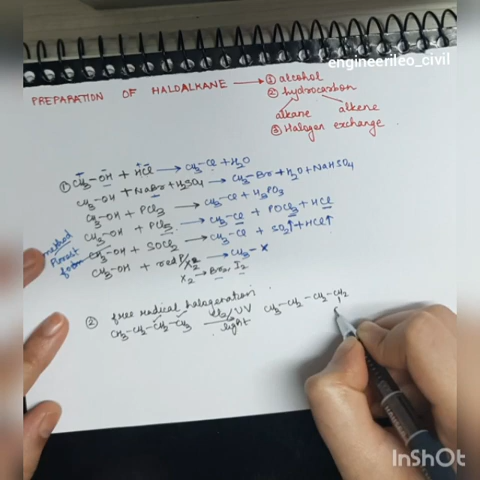 engineerileo_civil
PREPARATION OF HALOALKANE → ① alcohol
② hydrocarbon
alkane alkene
③ Halogen exchange
① CH₃-OH + HCl → CH₃-Cl + H₂O
CH₃-OH + NaBr + H₂SO₄ → CH₃-Br + H₂O + NaHSO₄
CH₃-OH + PCl₃ → CH₃-Cl + H₃PO₃
CH₃-OH + PCl₅ → CH₃-Cl + POCl₃ + HCl
method
Purest
form
CH₃-OH + SOCl₂ → CH₃-Cl + SO₂↑ + HCl↑
CH₃-OH + red P/X₂ → CH₃-X
X₂ → Br₂, I₂
② free radical halogenation
CH₃-CH₂-CH₂-CH₃ Cl₂/UV light → CH₃-CH₂-CH₂-CH₂
InShOt